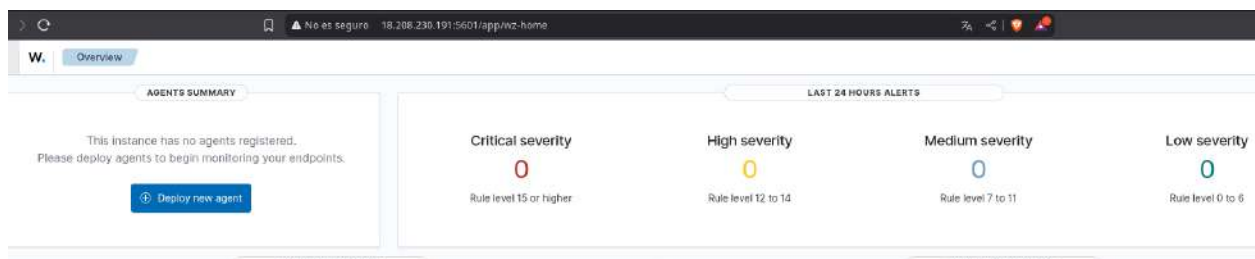 No es seguro 18.208.230.191:5601/app/wz-home
W. Overview
AGENTS SUMMARY
This instance has no agents registered.
Please deploy agents to begin monitoring your endpoints.
Deploy new agent
LAST 24 HOURS ALERTS
Critical severity High severity Medium severity Low severity
0 0 0 0
Rule level 15 or higher Rule level 12 to 14 Rule level 7 to 11 Rule level 0 to 6